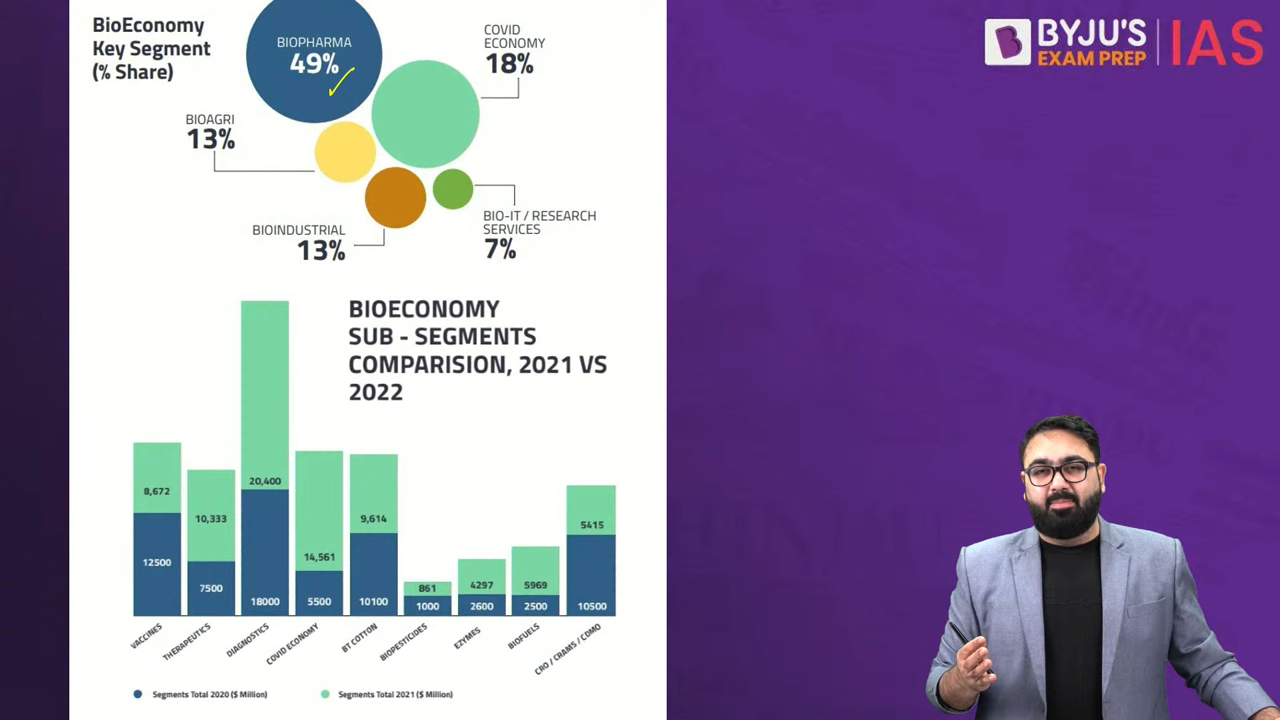 BioEconomy
Key Segment
(% Share)
BIOPHARMA
49%
COVID
ECONOMY
18%
BIOAGRI
13%
BIOINDUSTRIAL
13%
BIO-IT / RESEARCH
SERVICES
7%
BYJU'S
EXAM PREP
IAS
BIOECONOMY
SUB - SEGMENTS
COMPARISION, 2021 VS
2022
8,672
12500
10,333
7500
20,400
18000
14,561
5500
9,614
10100
861
1000
4297
2600
5969
2500
5415
10500
VACCINES
THERAPEUTICS
DIAGNOSTICS
COVID ECONOMY
BT COTTON
BIOPESTICIDES
EZYMES
BIOFUELS
CRO / CRAMS / CDMO
Segments Total 2020 ($ Million)
Segments Total 2021 ($ Million)